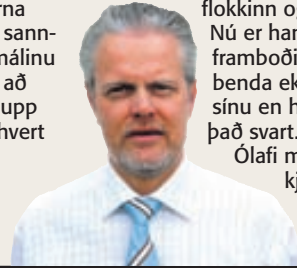 rna
sann-
málinu
að
upp
hvert
flokkinn og
Nú er han
framboði
benda ek
sínu en h
það svart.
Ólafi m
kj